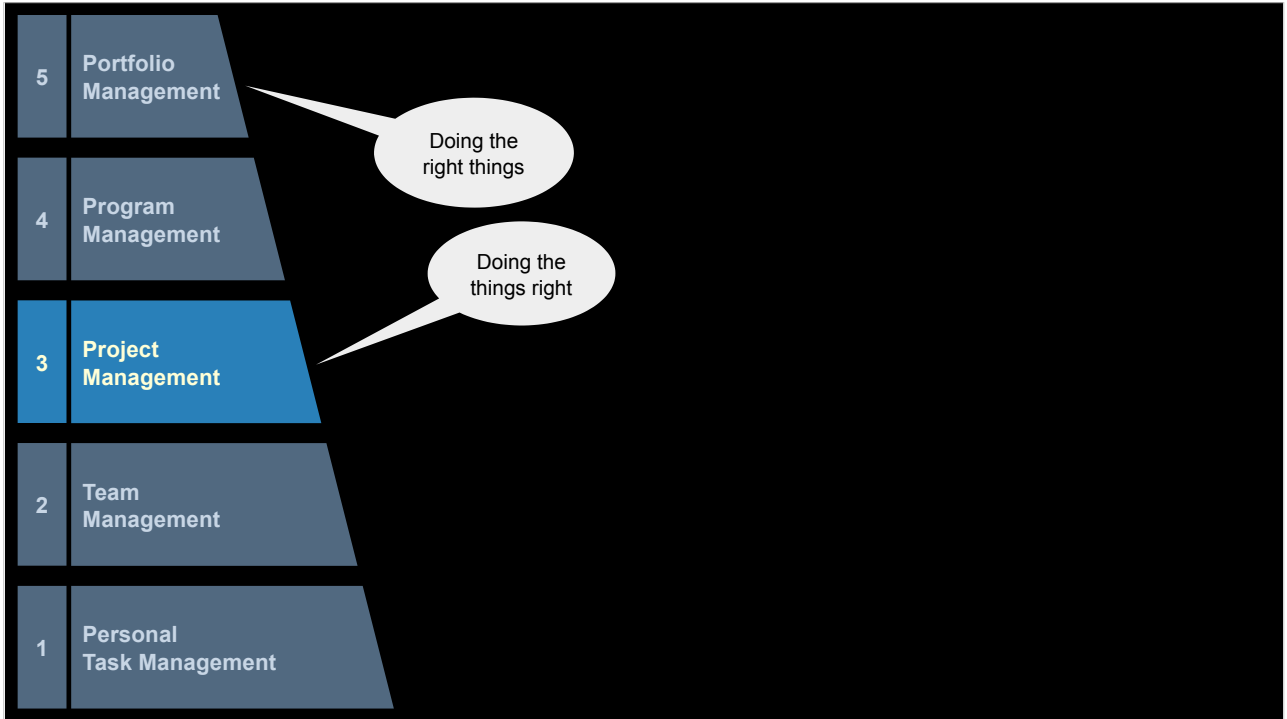 5
Portfolio
Management
Doing the
right things
4
Program
Management
Doing the
things right
3
Project
Management
2
Team
Management
1
Personal
Task Management